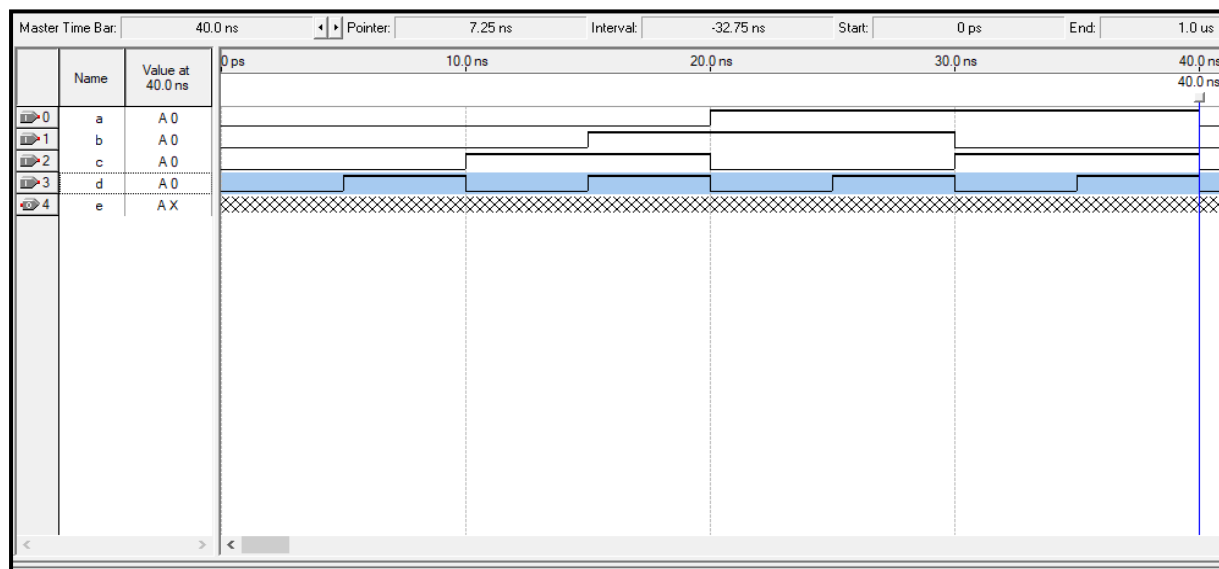 Master Time Bar: 40.0 ns Pointer: 7.25 ns Interval: -32.75 ns Start: 0 ps End: 1.0 us
Name Value at 40.0 ns
0 ps 10.0 ns 20.0 ns 30.0 ns 40.0 ns
40.0 ns
0 a A 0
1 b A 0
2 c A 0
3 d A 0
4 e A X